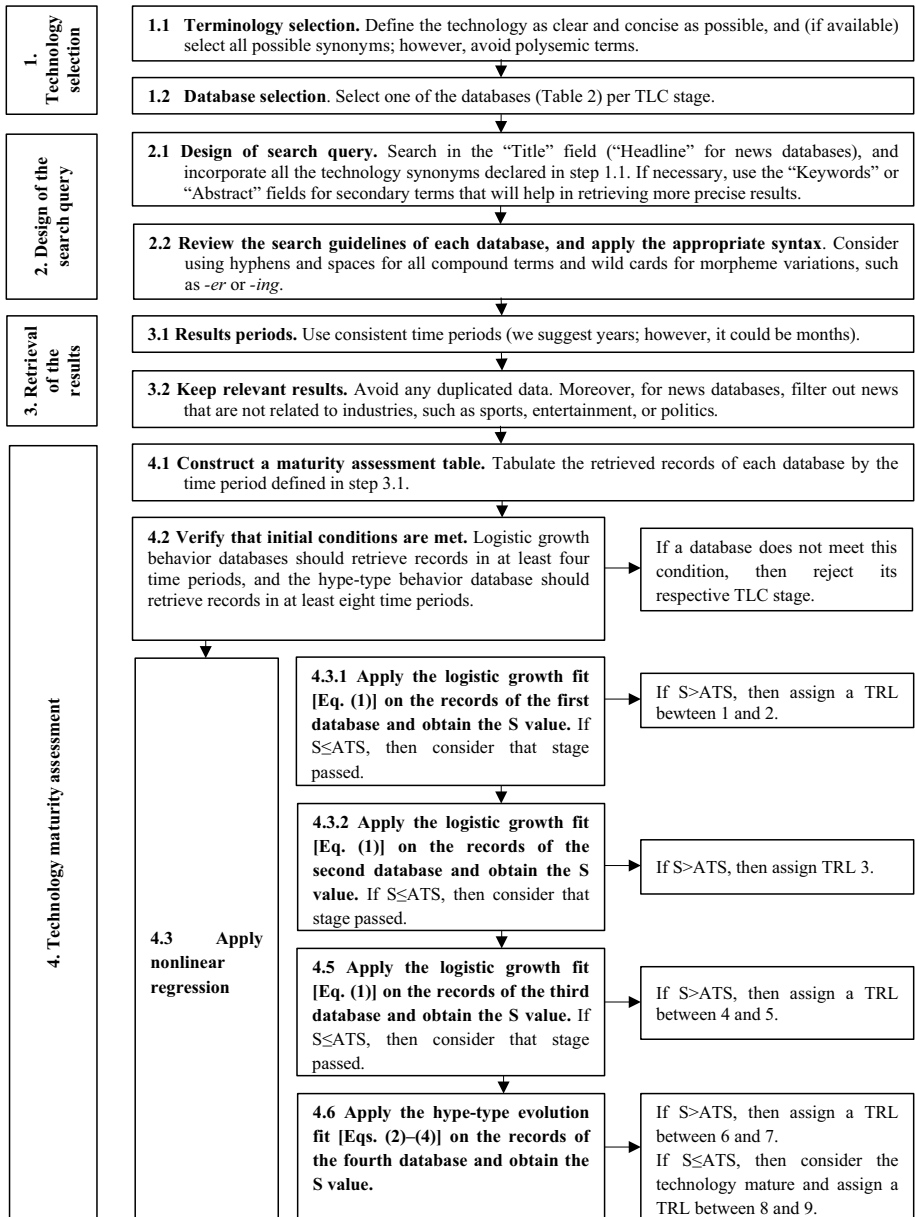 1.
Technology
selection
1.1 Terminology selection. Define the technology as clear and concise as possible, and (if available)
select all possible synonyms; however, avoid polysemic terms.
1.2 Database selection. Select one of the databases (Table 2) per TLC stage.
2. Design of the
search query
2.1 Design of search query. Search in the “Title” field (“Headline” for news databases), and
incorporate all the technology synonyms declared in step 1.1. If necessary, use the “Keywords” or
“Abstract” fields for secondary terms that will help in retrieving more precise results.
2.2 Review the search guidelines of each database, and apply the appropriate syntax. Consider
using hyphens and spaces for all compound terms and wild cards for morpheme variations, such
as -er or -ing.
3. Retrieval
of the
results
3.1 Results periods. Use consistent time periods (we suggest years; however, it could be months).
3.2 Keep relevant results. Avoid any duplicated data. Moreover, for news databases, filter out news
that are not related to industries, such as sports, entertainment, or politics.
4. Technology maturity assessment
4.1 Construct a maturity assessment table. Tabulate the retrieved records of each database by the
time period defined in step 3.1.
4.2 Verify that initial conditions are met. Logistic growth
behavior databases should retrieve records in at least four
time periods, and the hype-type behavior database should
retrieve records in at least eight time periods.
If a database does not meet this
condition, then reject its
respective TLC stage.
4.3 Apply
nonlinear
regression
4.3.1 Apply the logistic growth fit
[Eq. (1)] on the records of the first
database and obtain the S value. If
S≤ATS, then consider that stage
passed.
If S>ATS, then assign a TRL
bewteen 1 and 2.
4.3.2 Apply the logistic growth fit
[Eq. (1)] on the records of the
second database and obtain the S
value. If S≤ATS, then consider that
stage passed.
If S>ATS, then assign TRL 3.
4.5 Apply the logistic growth fit
[Eq. (1)] on the records of the third
database and obtain the S value. If
S≤ATS, then consider that stage
passed.
If S>ATS, then assign a TRL
between 4 and 5.
4.6 Apply the hype-type evolution
fit [Eqs. (2)–(4)] on the records of
the fourth database and obtain the
S value.
If S>ATS, then assign a TRL
between 6 and 7.
If S≤ATS, then consider the
technology mature and assign a
TRL between 8 and 9.